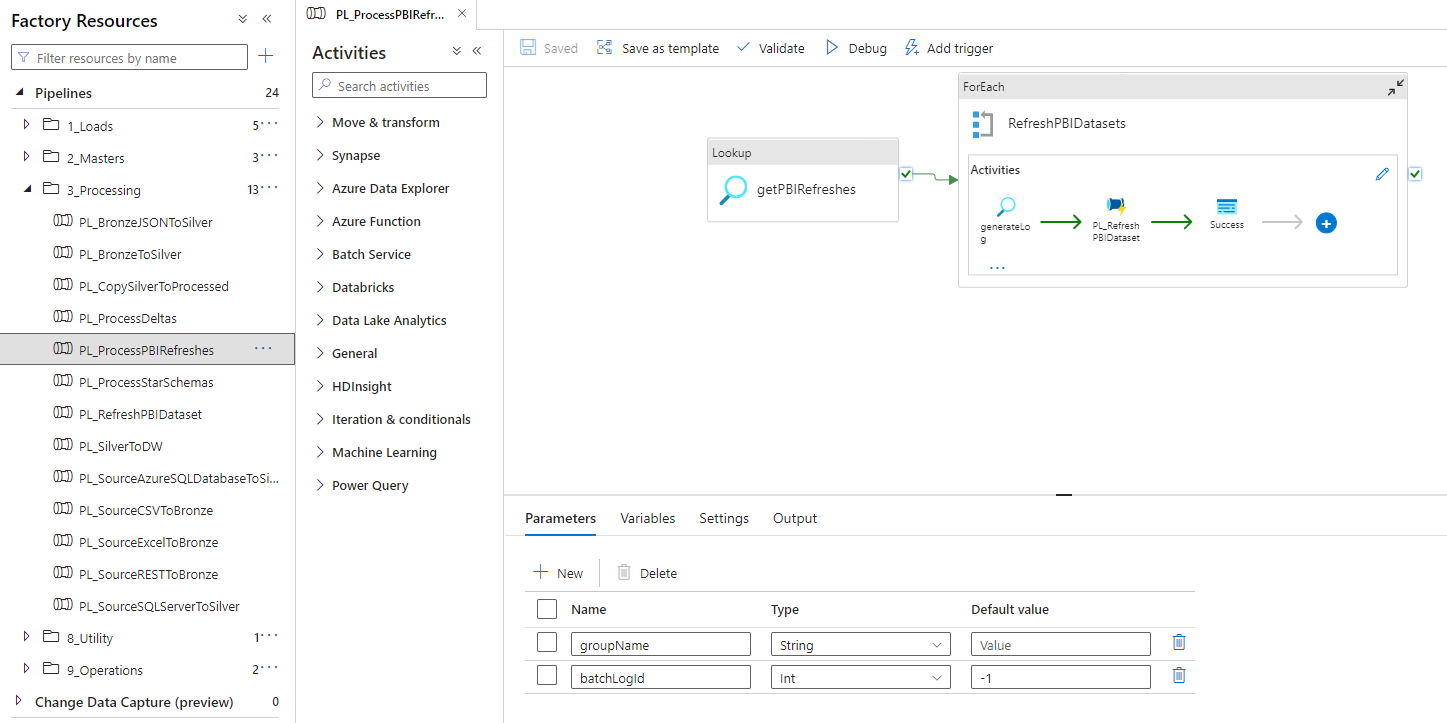 Factory Resources
Filter resources by name
Pipelines 24
1_Loads 5
2_Masters 3
3_Processing 13
PL_BronzeJSONToSilver
PL_BronzeToSilver
PL_CopySilverToProcessed
PL_ProcessDeltas
PL_ProcessPBIRefreshes
PL_ProcessStarSchemas
PL_RefreshPBIDataset
PL_SilverToDW
PL_SourceAzureSQLDatabaseToSi...
PL_SourceCSVToBronze
PL_SourceExcelToBronze
PL_SourceRESTToBronze
PL_SourceSQLServerToSilver
8_Utility 1
9_Operations 2
Change Data Capture (preview) 0
PL_ProcessPBIRefr...
Activities
Search activities
Move & transform
Synapse
Azure Data Explorer
Azure Function
Batch Service
Databricks
Data Lake Analytics
General
HDInsight
Iteration & conditionals
Machine Learning
Power Query
Saved Save as template Validate Debug Add trigger
Lookup
getPBIRefreshes
ForEach
RefreshPBIDatasets
Activities
generateLo
g
PL_Refresh
PBIDataset
Success
...
Parameters Variables Settings Output
New Delete
Name Type Default value
groupName String Value
batchLogId Int -1